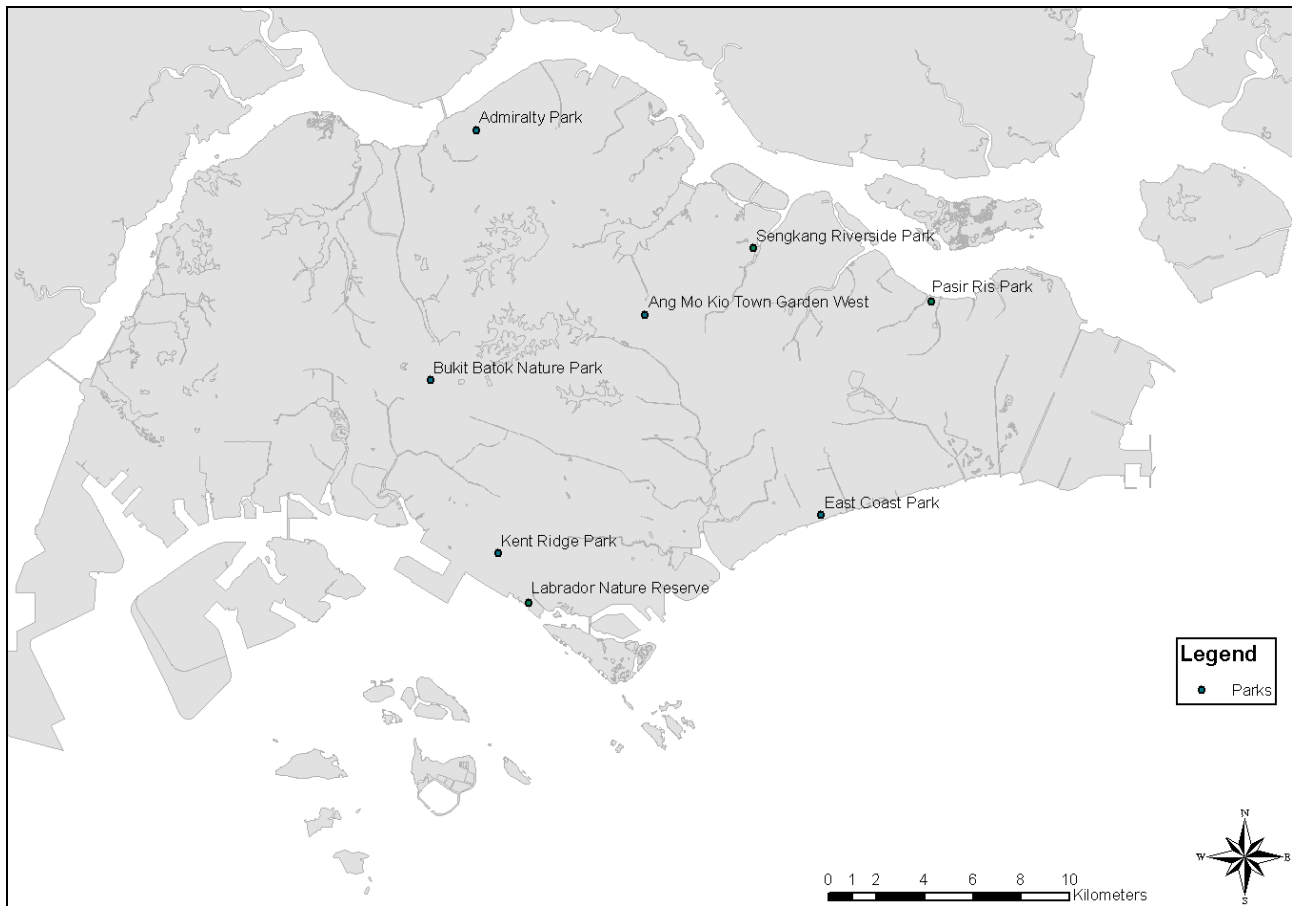 Admiralty Park
Sengkang Riverside Park
Pasir Ris Park
Ang Mo Kio Town Garden West
Bukit Batok Nature Park
East Coast Park
Kent Ridge Park
Labrador Nature Reserve
Legend
Parks
N
W E
S
0 1 2 4 6 8 10
Kilometers